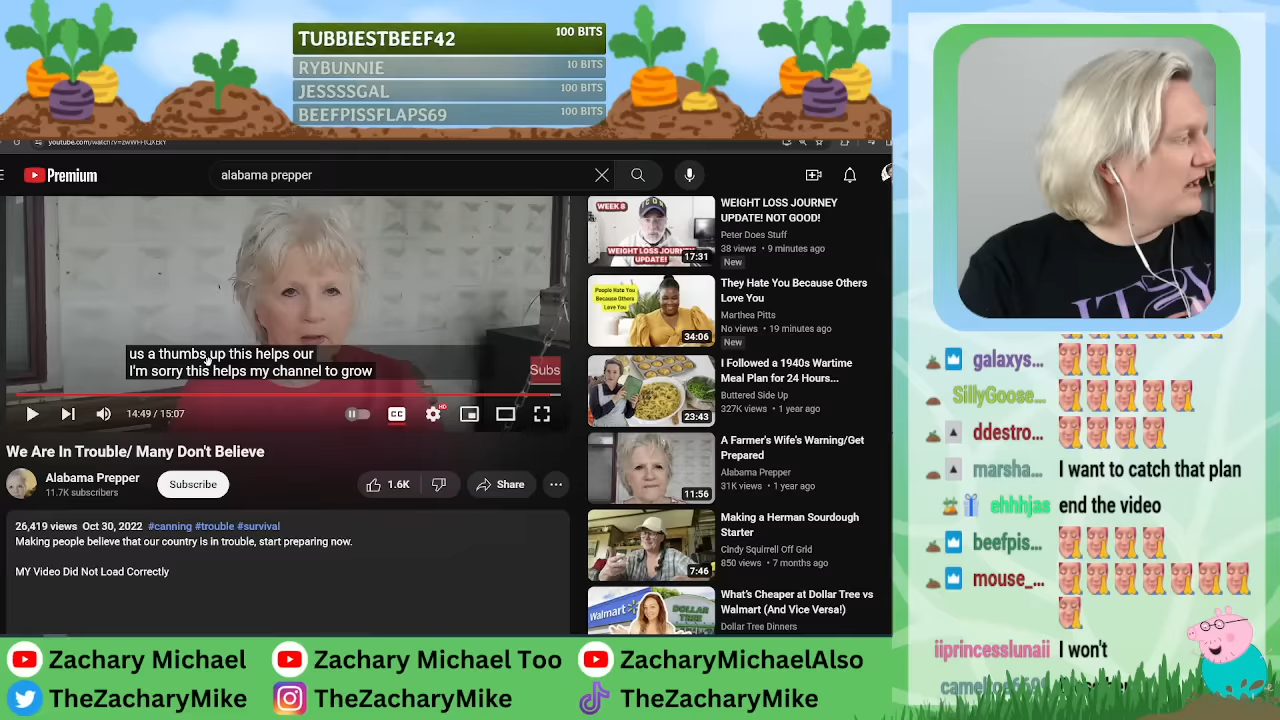 TUBBIESTBEEF42 100 BITS
RYBUNNIE 10 BITS
JESSSSGAL 100 BITS
BEEFPISSFLAPS69 100 BITS
Premium
alabama prepper
us a thumbs up this helps our
I'm sorry this helps my channel to grow
Subs
CC
HD
14:49 / 15:07
We Are In Trouble/ Many Don't Believe
Alabama Prepper
11.7K subscribers
Subscribe
1.6K
Share
26,419 views Oct 30, 2022 #canning #trouble #survival
Making people believe that our country is in trouble, start preparing now.
MY Video Did Not Load Correctly
WEEK 8
WEIGHT LOSS JOURNEY
UPDATE!
17:31
WEIGHT LOSS JOURNEY
UPDATE! NOT GOOD!
Peter Does Stuff
38 views • 9 minutes ago
New
People Hate You
Because Others
Love You
34:06
They Hate You Because Others
Love You
Marthea Pitts
No views • 19 minutes ago
New
23:43
I Followed a 1940s Wartime
Meal Plan for 24 Hours...
Buttered Side Up
327K views • 1 year ago
11:56
A Farmer's Wife's Warning/Get
Prepared
Alabama Prepper
31K views • 1 year ago
7:46
Making a Herman Sourdough
Starter
Cindy Squirrell Off Grid
850 views • 7 months ago
Walmart
DOLLAR TREE
What's Cheaper at Dollar Tree vs
Walmart (And Vice Versa!)
Dollar Tree Dinners
ITZY
galaxys...
SillyGoose...
ddestro...
marsha... I want to catch that plan
ehhhjas end the video
beefpis...
mouse_...
iiprincesslunaii I won't
Zachary Michael
Zachary Michael Too
ZacharyMichaelAlso
TheZacharyMike
TheZacharyMike
TheZacharyMike